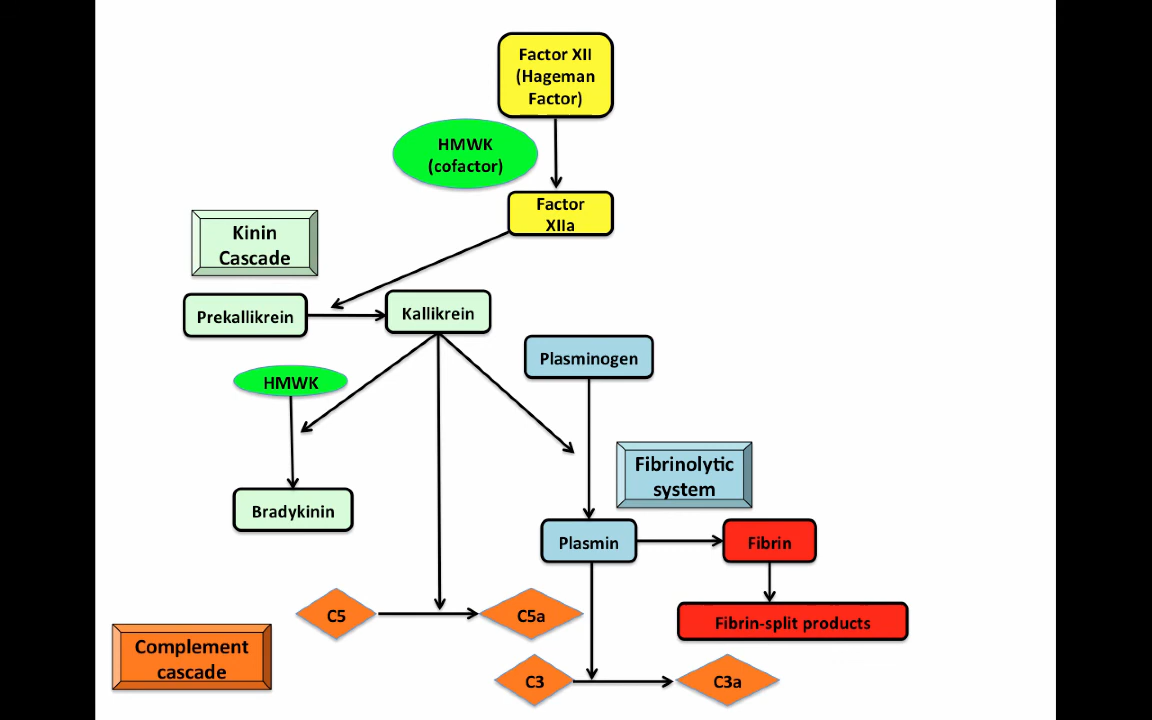 Factor XII
(Hageman
Factor)
HMWK
(cofactor)
Factor
XIIa
Kinin
Cascade
Prekallikrein
Kallikrein
Plasminogen
HMWK
Fibrinolytic
system
Bradykinin
Plasmin
Fibrin
C5
C5a
Fibrin-split products
Complement
cascade
C3
C3a